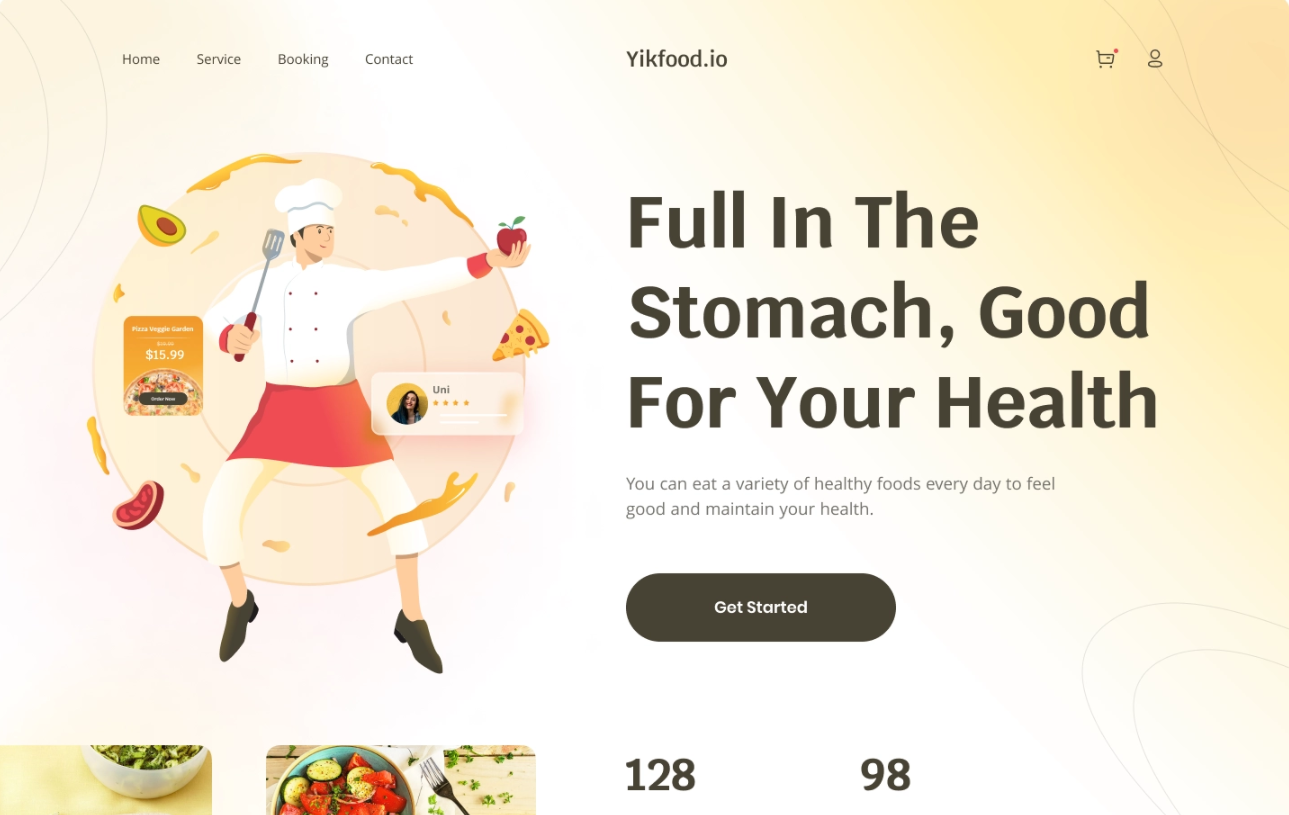 Home Service Booking Contact
Yikfood.io
Full In The
Stomach, Good
For Your Health
Pizza Veggie Garden
$15.99
Order Now
Uni
You can eat a variety of healthy foods every day to feel
good and maintain your health.
Get Started
128
98